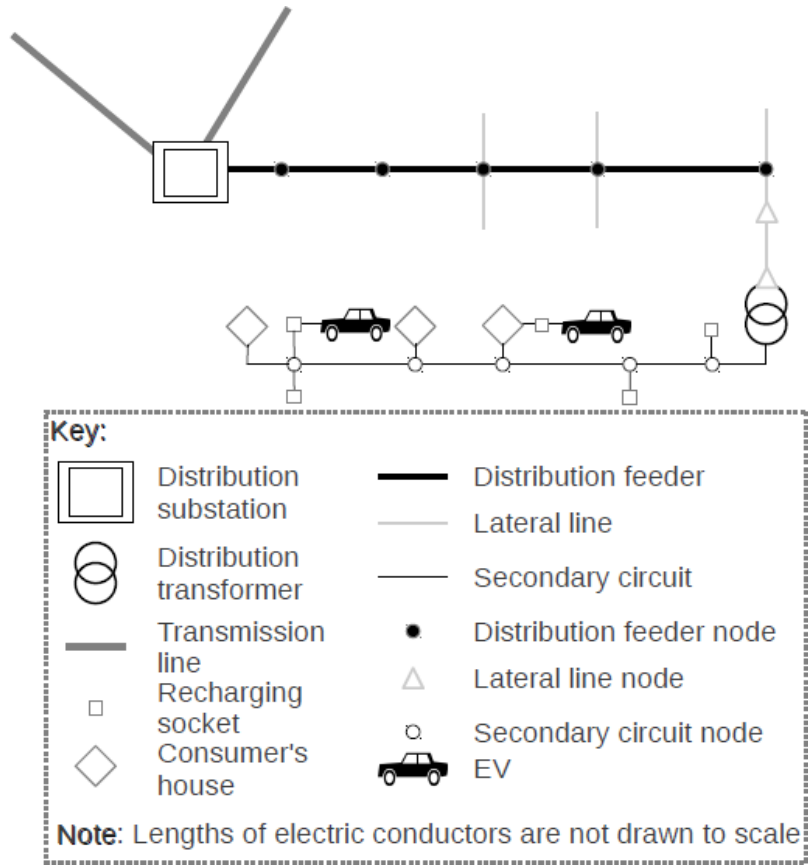 Key:
Distribution
substation
Distribution
transformer
Transmission
line
Recharging
socket
Consumer's
house
Distribution feeder
Lateral line
Secondary circuit
Distribution feeder node
Lateral line node
Secondary circuit node
EV
Note: Lengths of electric conductors are not drawn to scale